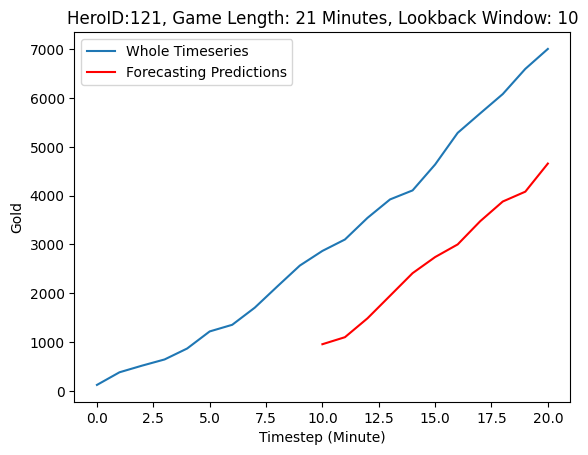 HeroID:121, Game Length: 21 Minutes, Lookback Window: 10
Whole Timeseries
Forecasting Predictions
7000
6000
5000
4000
3000
2000
1000
0
Gold
0.0 2.5 5.0 7.5 10.0 12.5 15.0 17.5 20.0
Timestep (Minute)